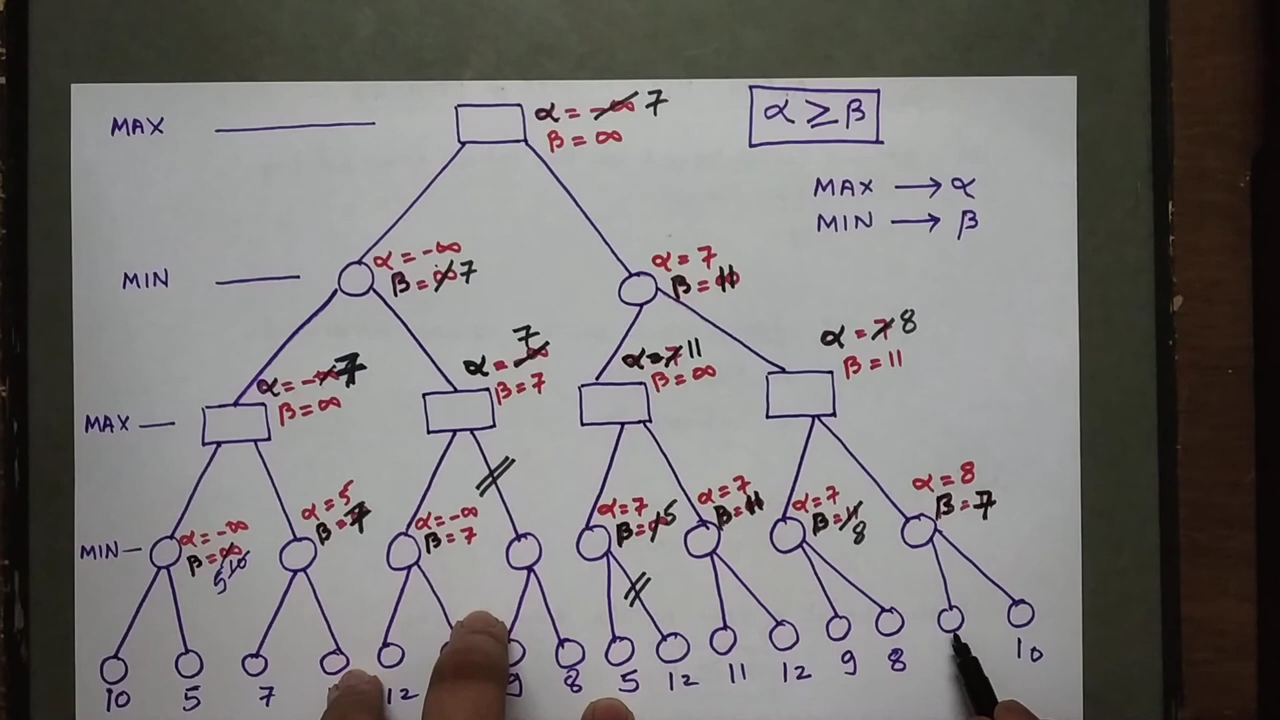 MAX
α = -∞ 7
β = ∞
α ≥ β
MAX → α
MIN → β
MIN
α = -∞
β = ∞ 7
α = 7
β = 11
MAX
α = -∞ 7
β = ∞
α = -∞ 7
β = 7
α = 7 11
β = ∞
α = 7 8
β = 11
MIN
α = -∞
β = ∞ 10 5
α = 5
β = 7
α = -∞
β = 7
α = 7
β = ∞ 5
α = 7
β = 11
α = 7
β = 11 8
α = 8
β = 7
10 5 7 12 9 8 5 12 11 12 9 8 10